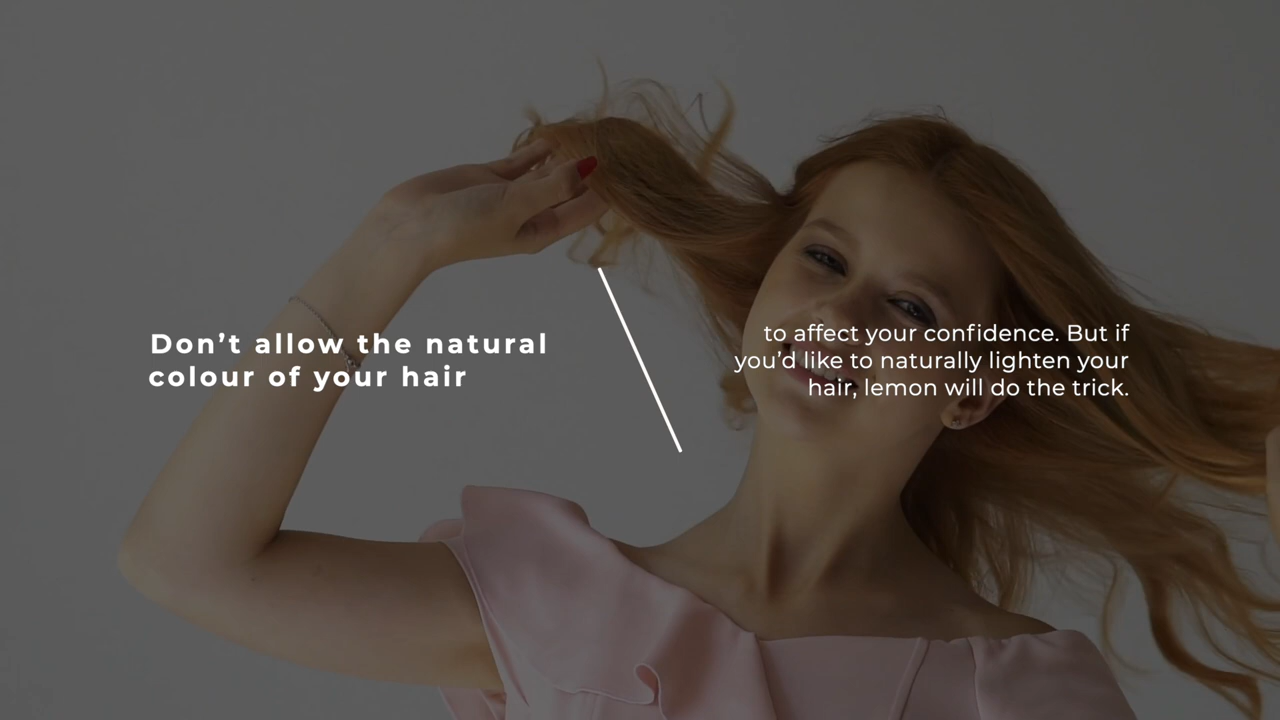 Don’t allow the natural
colour of your hair
to affect your confidence. But if
you’d like to naturally lighten your
hair, lemon will do the trick.